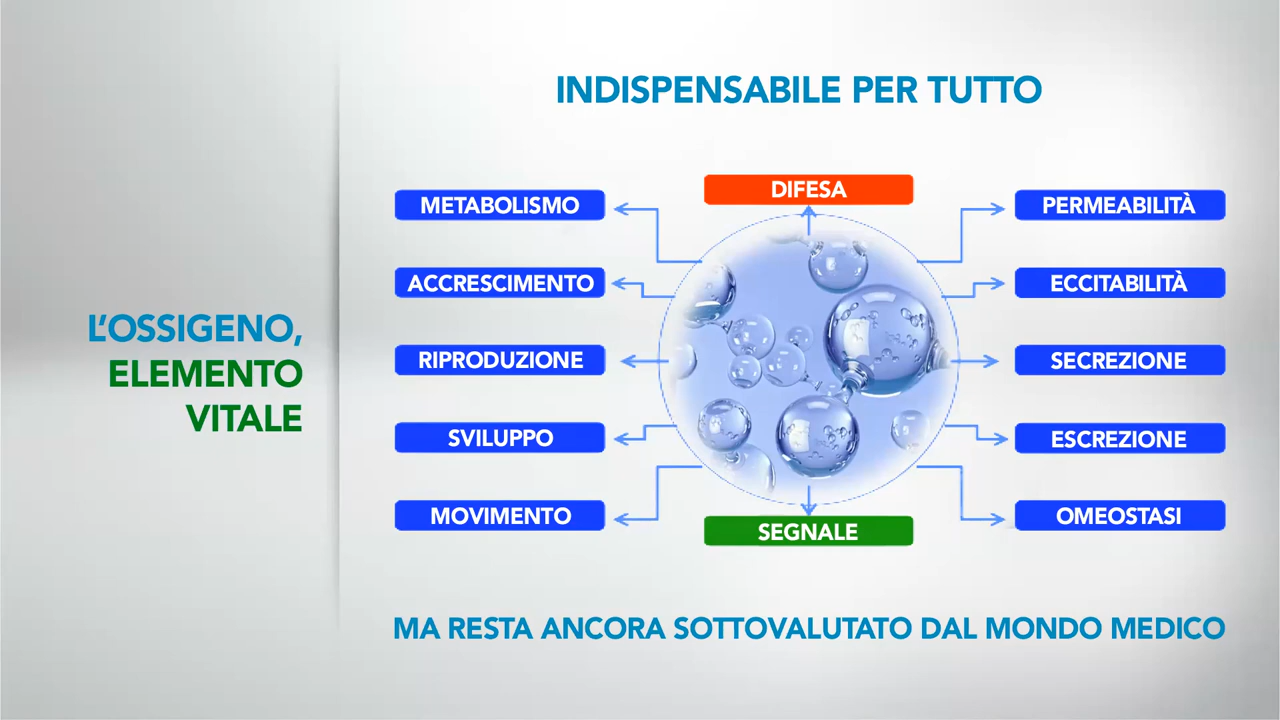 INDISPENSABILE PER TUTTO
L'OSSIGENO,
ELEMENTO
VITALE
DIFESA
METABOLISMO
ACCRESCIMENTO
RIPRODUZIONE
SVILUPPO
MOVIMENTO
PERMEABILITÀ
ECCITABILITÀ
SECREZIONE
ESCREZIONE
OMEOSTASI
SEGNALE
MA RESTA ANCORA SOTTOVALUTATO DAL MONDO MEDICO